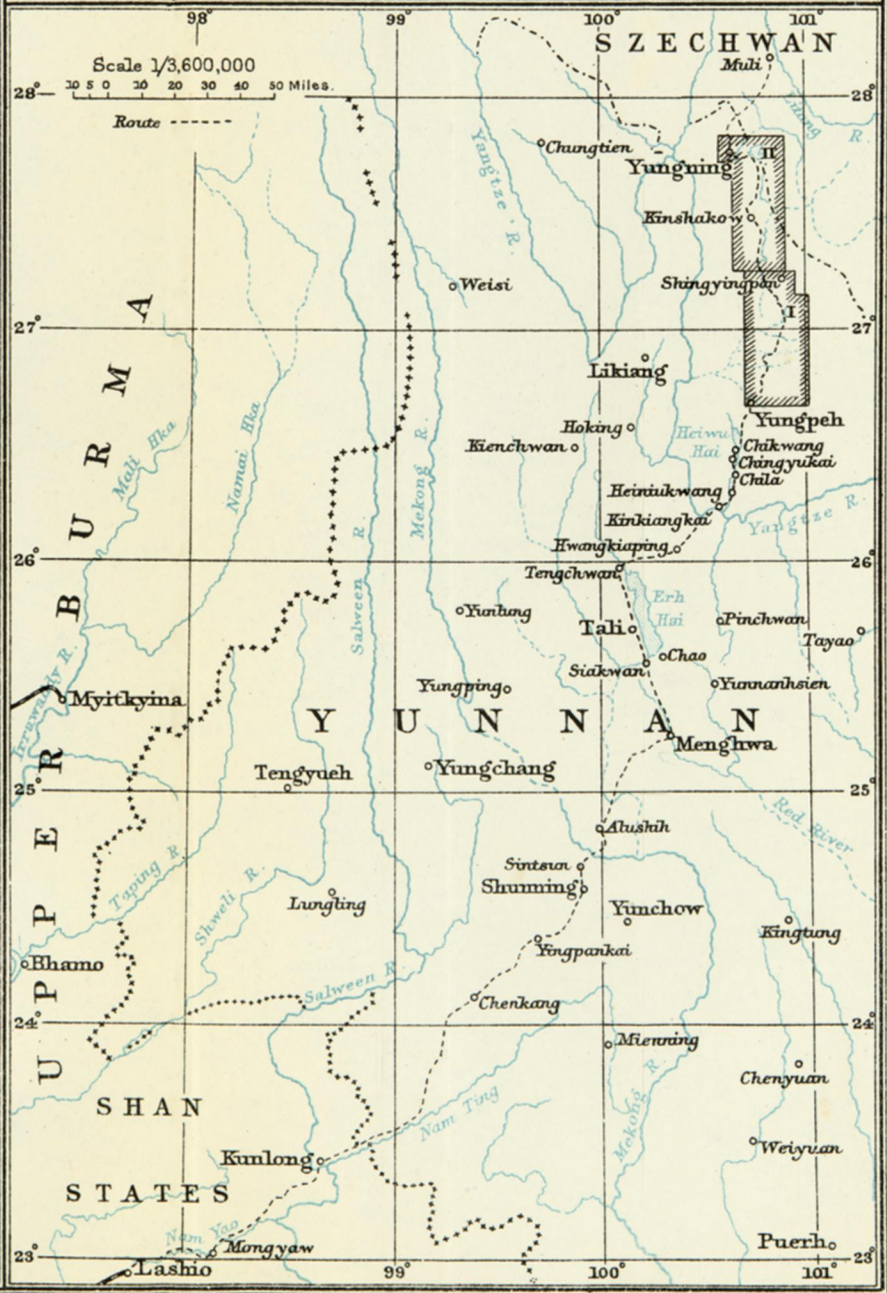 98° 99° 100° 101°
SZECHWAN
Scale 1/3,600,000
10 5 0 10 20 30 40 50 Miles.
Route
Muli
28° 28°
Litang R.
Chungtien
Yungning
II
Yangtze R.
Kinshakow
Weisi
Shingyingpan
I
27° 27°
Likiang
Yungpeh
Hoking
Heiwu Hai
Kienchwan
Chikwang
Chingyukai
Chila
Heiniukwang
Kinkiangkai
Yangtze R.
Mali Hka
Namai Hka
Mekong R.
Hwangkiaping
26° 26°
Tengchwan
Salween R.
Erh Hai
Yunlung
Pinchwan
Tali
Tayao
Chao
Siakwan
Irrawaddy R.
Yungping
Yunnanhsien
Myitkyina
YUNNAN
Menghwa
Tengyueh
Yungchang
25° 25°
Red River
Alushih
Sintsun
Shunning
Taping R.
Shweli R.
Lungling
Yunchow
Kingtung
Yingpankai
Bhamo
Salween R.
Chenkang
24° 24°
Mienning
UPPER BURMA
Chenyuan
SHAN
STATES
Nam Ting
Mekong R.
Weiyuan
Kunlong
Nam Yao
Mongyaw
Puerh
23° 23°
Lashio
99° 100° 101°